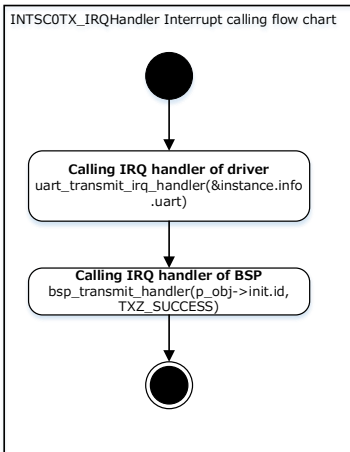 INTSC0TX_IRQHandler Interrupt calling flow chart
Calling IRQ handler of driver
uart_transmit_irq_handler(&instance.info
.uart)
Calling IRQ handler of BSP
bsp_transmit_handler(p_obj->init.id,
TXZ_SUCCESS)